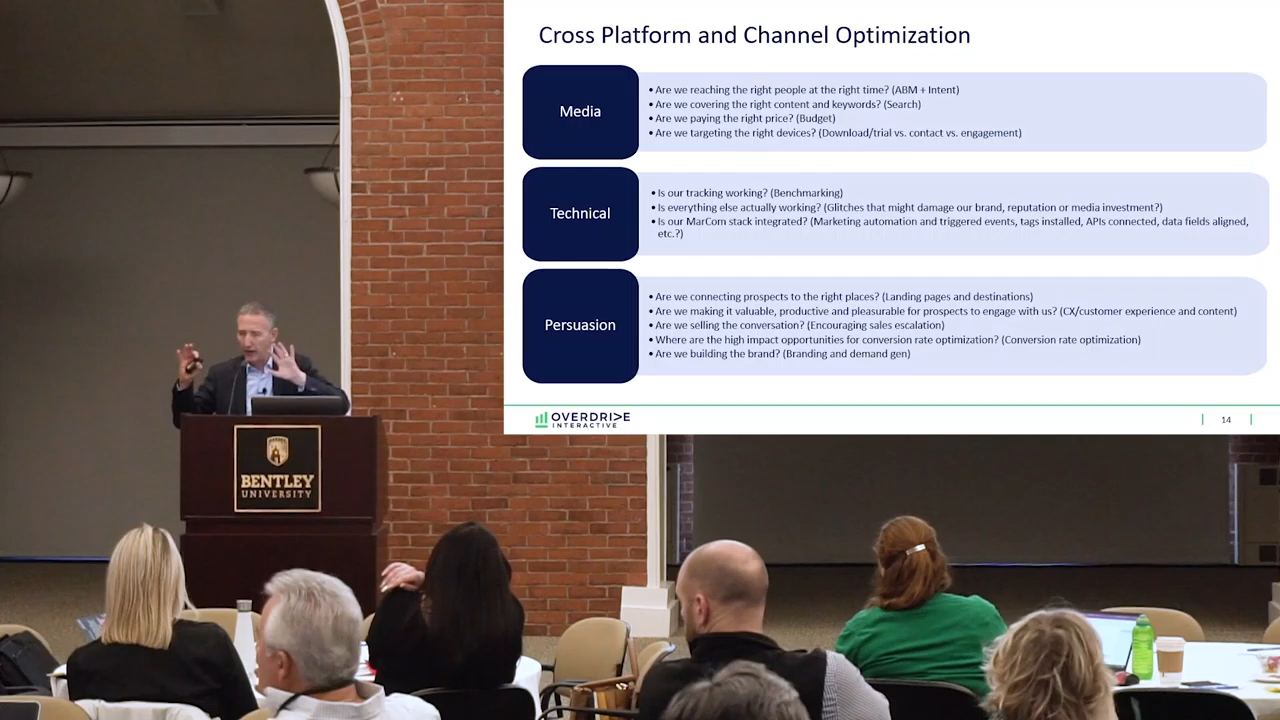 Cross Platform and Channel Optimization
Media
• Are we reaching the right people at the right time? (ABM + Intent)
• Are we covering the right content and keywords? (Search)
• Are we paying the right price? (Budget)
• Are we targeting the right devices? (Download/trial vs. contact vs. engagement)
Technical
• Is our tracking working? (Benchmarking)
• Is everything else actually working? (Glitches that might damage our brand, reputation or media investment?)
• Is our MarCom stack integrated? (Marketing automation and triggered events, tags installed, APIs connected, data fields aligned,
etc.?)
Persuasion
• Are we connecting prospects to the right places? (Landing pages and destinations)
• Are we making it valuable, productive and pleasurable for prospects to engage with us? (CX/customer experience and content)
• Are we selling the conversation? (Encouraging sales escalation)
• Where are the high impact opportunities for conversion rate optimization? (Conversion rate optimization)
• Are we building the brand? (Branding and demand gen)
OVERDRIVE
INTERACTIVE
14
BENTLEY
UNIVERSITY